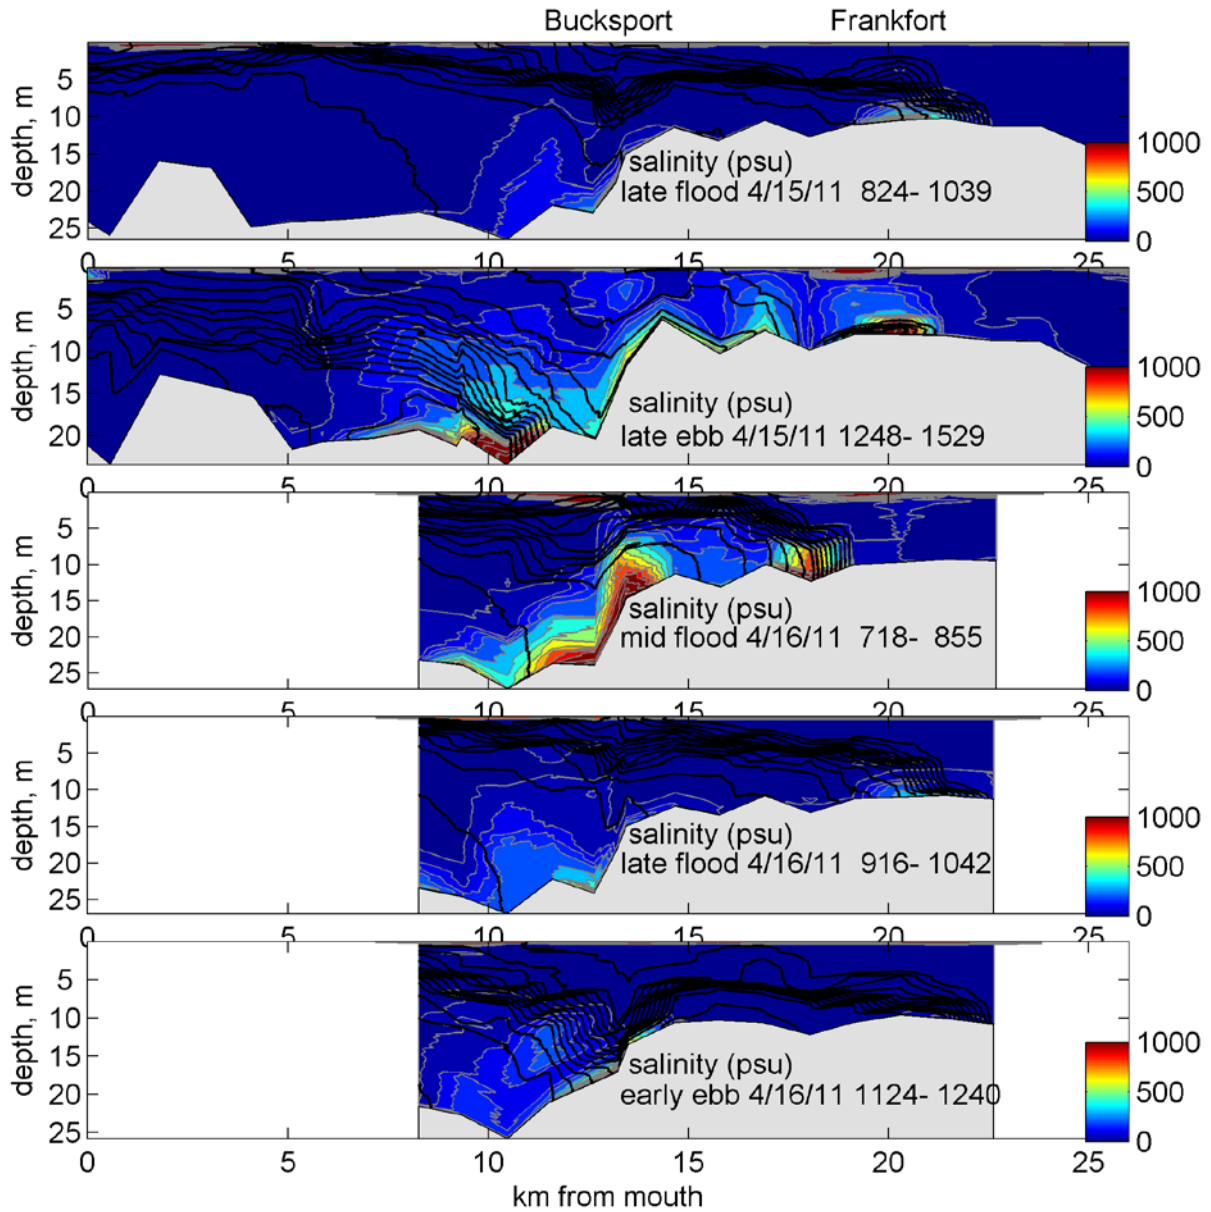 Bucksport Frankfort
5
10
15
20
25
depth, m
salinity (psu)
late flood 4/15/11 824- 1039
1000
500
0
0 5 10 15 20 25
5
10
15
20
depth, m
salinity (psu)
late ebb 4/15/11 1248- 1529
1000
500
0
0 5 10 15 20 25
5
10
15
20
25
depth, m
salinity (psu)
mid flood 4/16/11 718- 855
1000
500
0
0 5 10 15 20 25
5
10
15
20
25
depth, m
salinity (psu)
late flood 4/16/11 916- 1042
1000
500
0
0 5 10 15 20 25
5
10
15
20
25
depth, m
salinity (psu)
early ebb 4/16/11 1124- 1240
1000
500
0
0 5 10 15 20 25
km from mouth